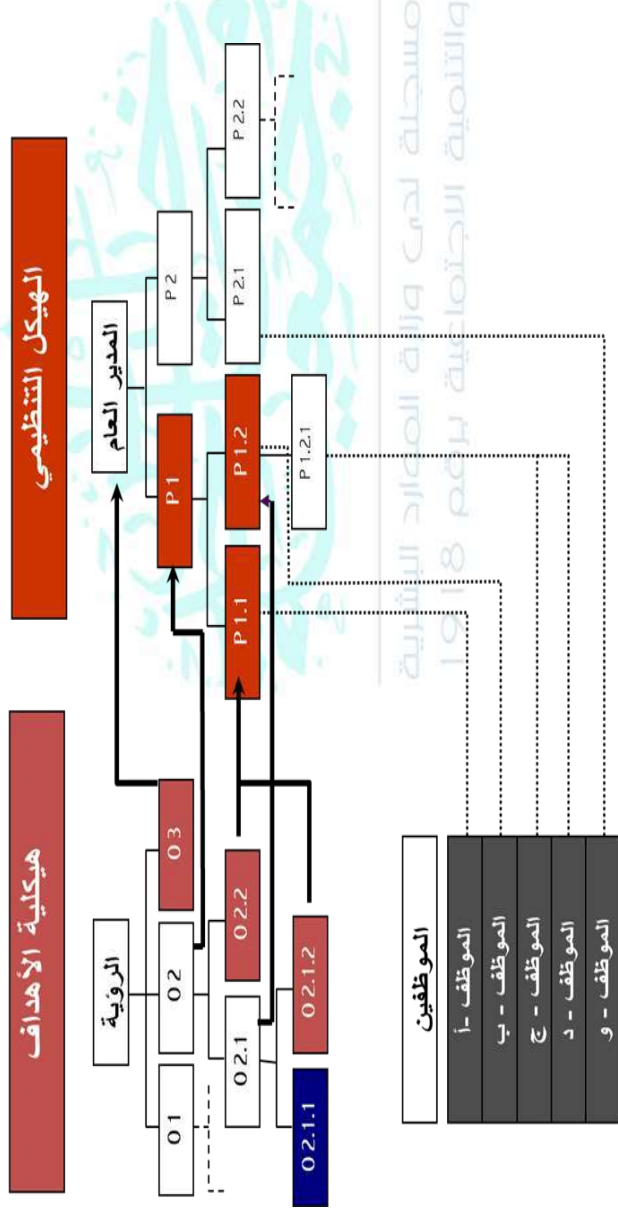 هيكلية الأهداف
الهيكل التنظيمي
الرؤية
المدير العام
O 1
O 2
O 3
P 1
P 2
O 2.1
O 2.2
P 1.1
P 1.2
P 2.1
P 2.2
O 2.1.1
O 2.1.2
P 1.2.1
الموظفين
الموظف -أ
الموظف - ب
الموظف - ج
الموظف - د
الموظف - و
مسجلة لدى وزارة الموارد البشرية
والتنمية الاجتماعية برقم 1918